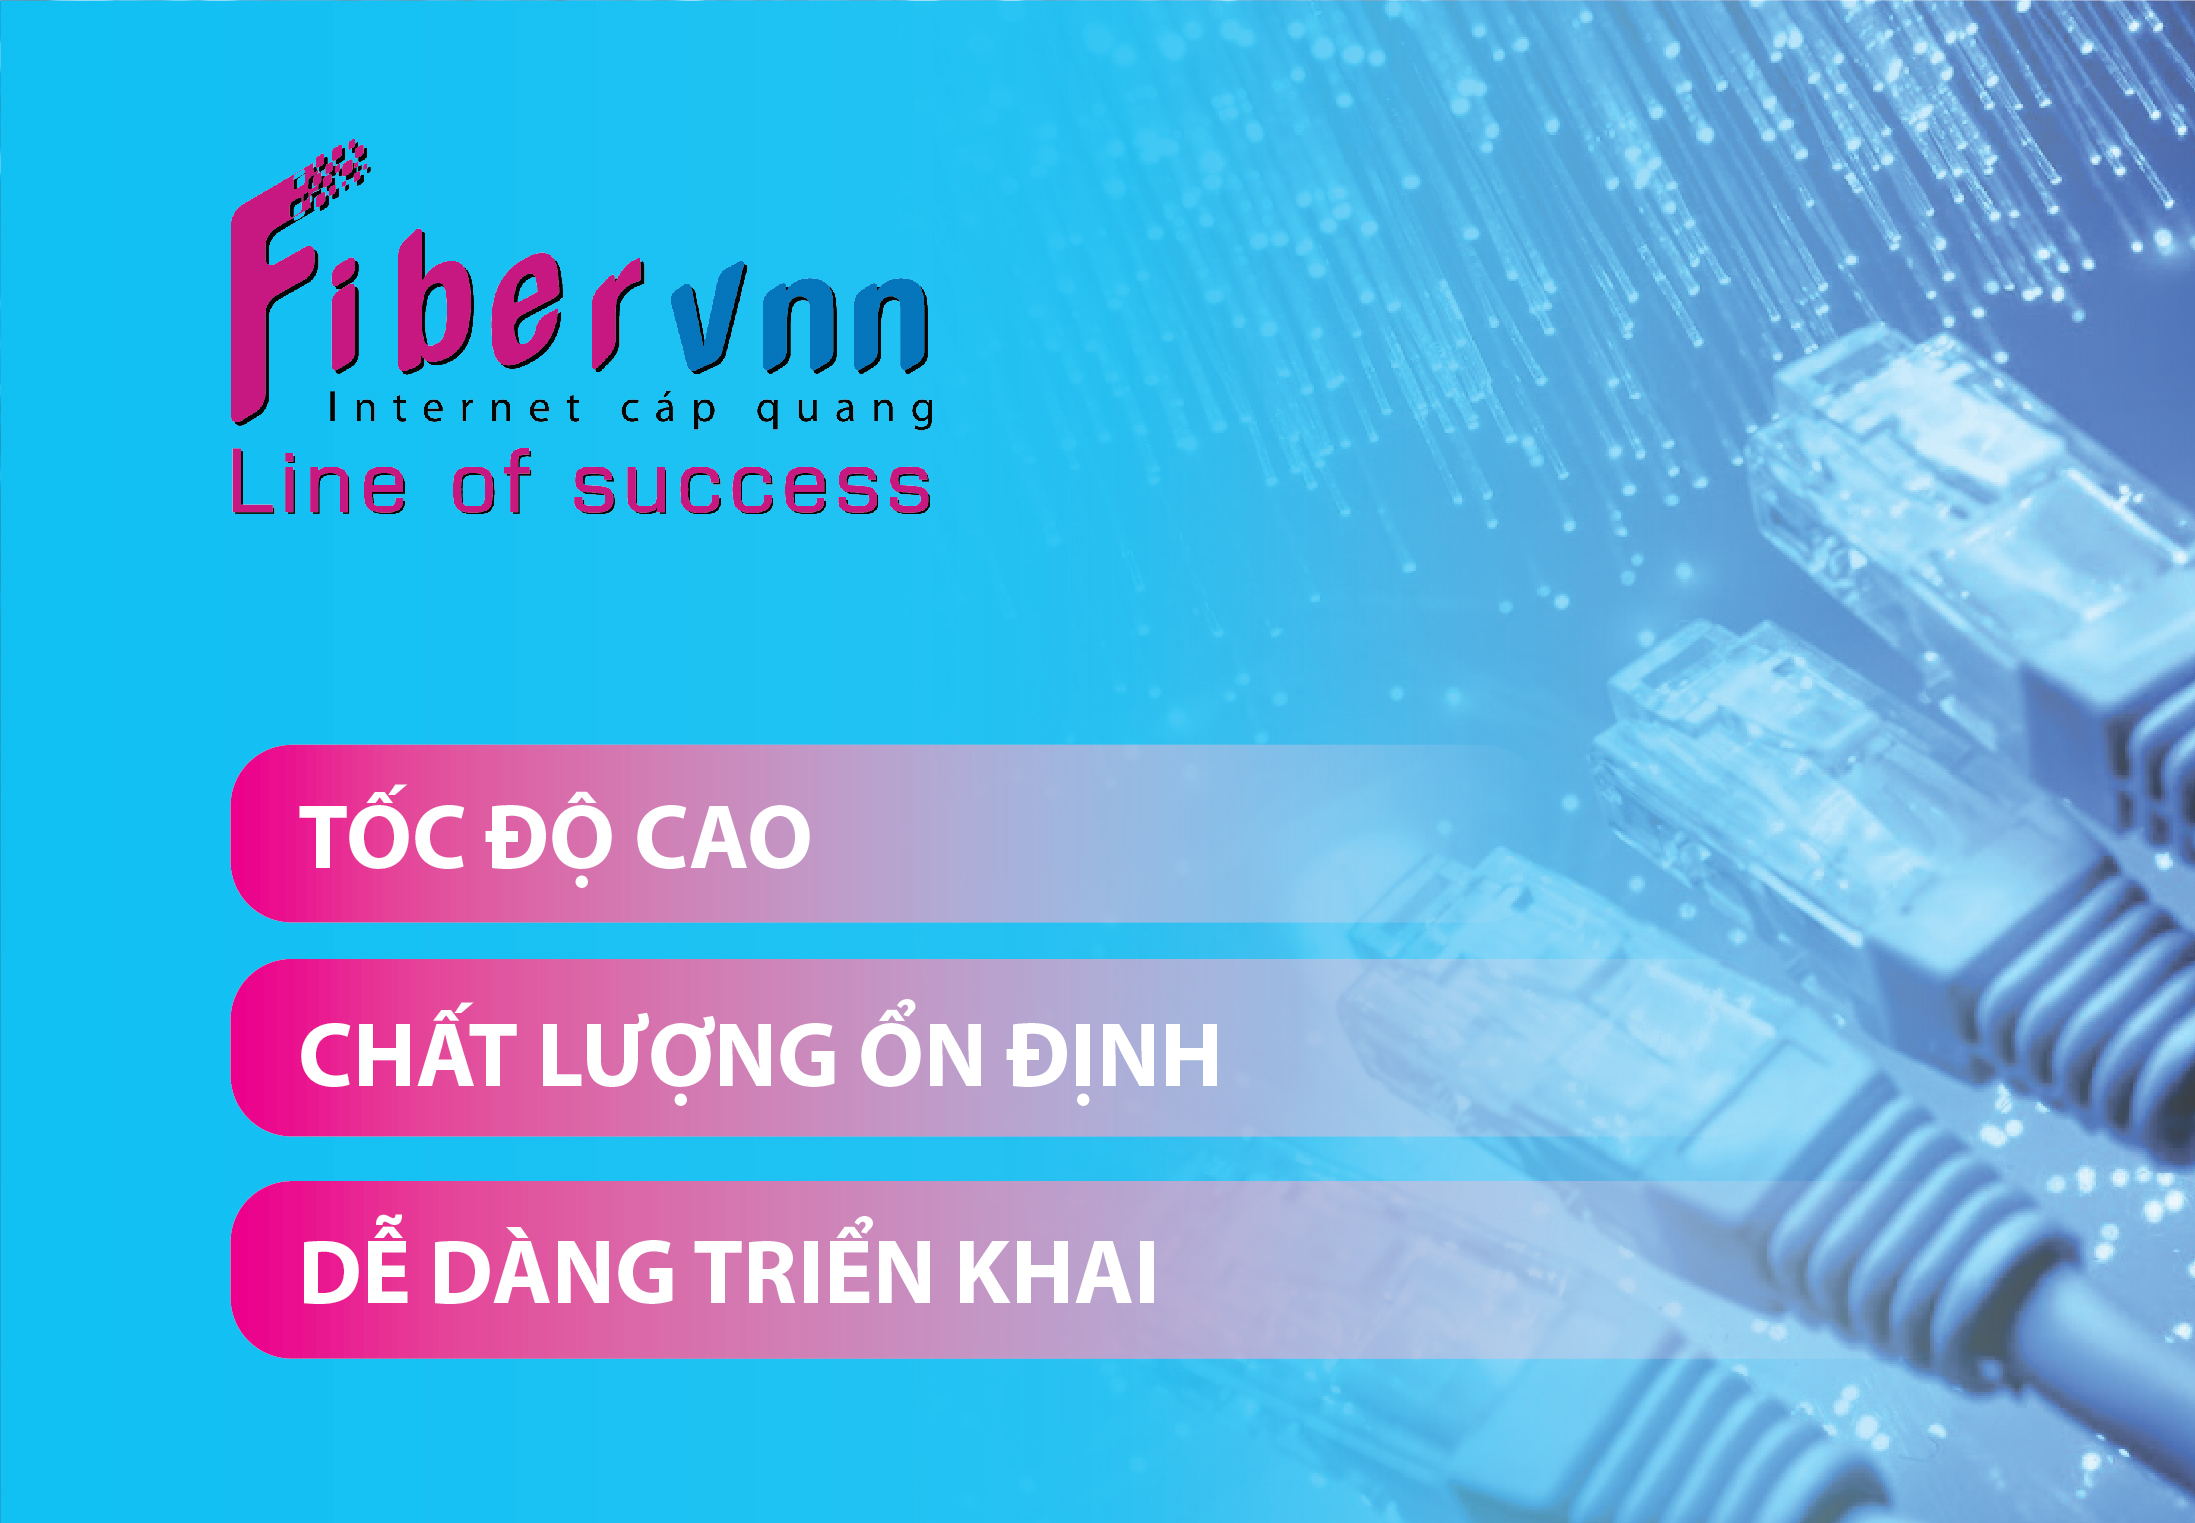 Fibervnn
Internet cáp quang
Line of success
TỐC ĐỘ CAO
CHẤT LƯỢNG ỔN ĐỊNH
DỄ DÀNG TRIỂN KHAI